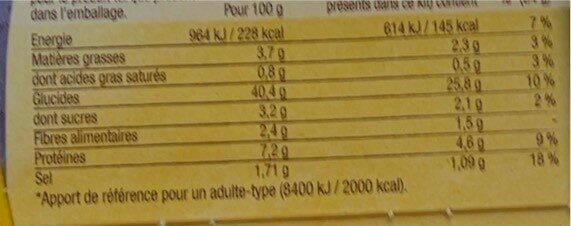 dans l'emballage. Pour 100 g présents dans ce kit contient
Energie 964 kJ / 228 kcal 614 kJ / 145 kcal 7 %
Matières grasses 3,7 g 2,3 g 3 %
dont acides gras saturés 0,8 g 0,5 g 3 %
Glucides 40,4 g 25,8 g 10 %
dont sucres 3,2 g 2,1 g 2 %
Fibres alimentaires 2,4 g 1,5 g -
Protéines 7,2 g 4,6 g 9 %
Sel 1,71 g 1,09 g 18 %
*Apport de référence pour un adulte-type (8400 kJ / 2000 kcal).